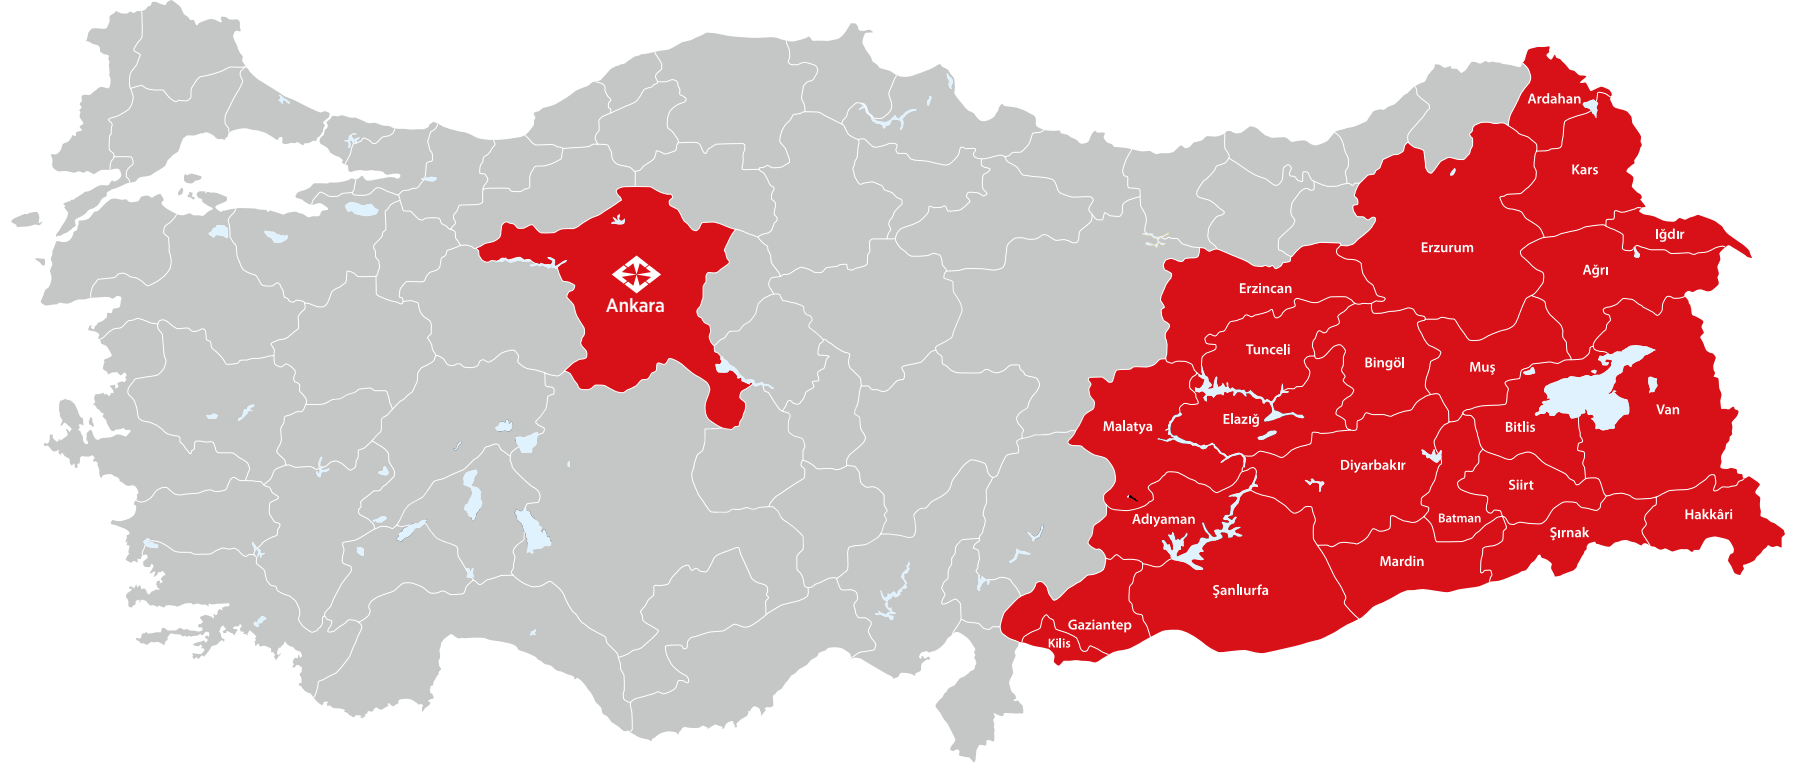 Ardahan
Kars
Iğdır
Erzurum
Ağrı
Erzincan
Ankara
Tunceli
Bingöl
Muş
Van
Elazığ
Malatya
Bitlis
Diyarbakır
Siirt
Hakkâri
Batman
Adıyaman
Şırnak
Mardin
Şanlıurfa
Gaziantep
Kilis